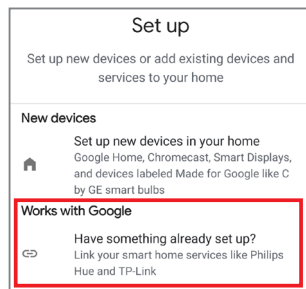 Set up
Set up new devices or add existing devices and
services to your home
New devices
Set up new devices in your home
Google Home, Chromecast, Smart Displays,
and devices labeled Made for Google like C
by GE smart bulbs
Works with Google
Have something already set up?
Link your smart home services like Philips
Hue and TP-Link